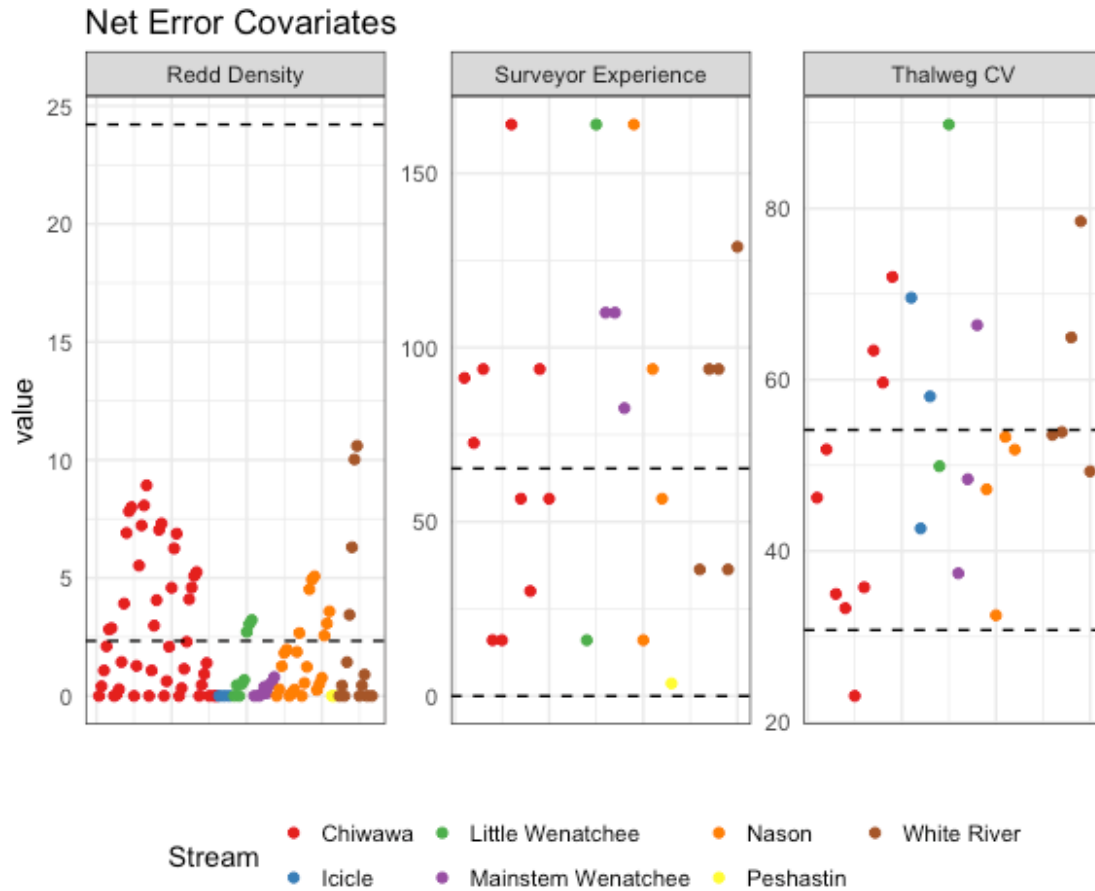 Net Error Covariates
Redd Density
Surveyor Experience
Thalweg CV
value
25
20
15
10
5
0
150
100
50
0
80
60
40
20
Stream
Chiwawa
Little Wenatchee
Nason
White River
Icicle
Mainstem Wenatchee
Peshastin